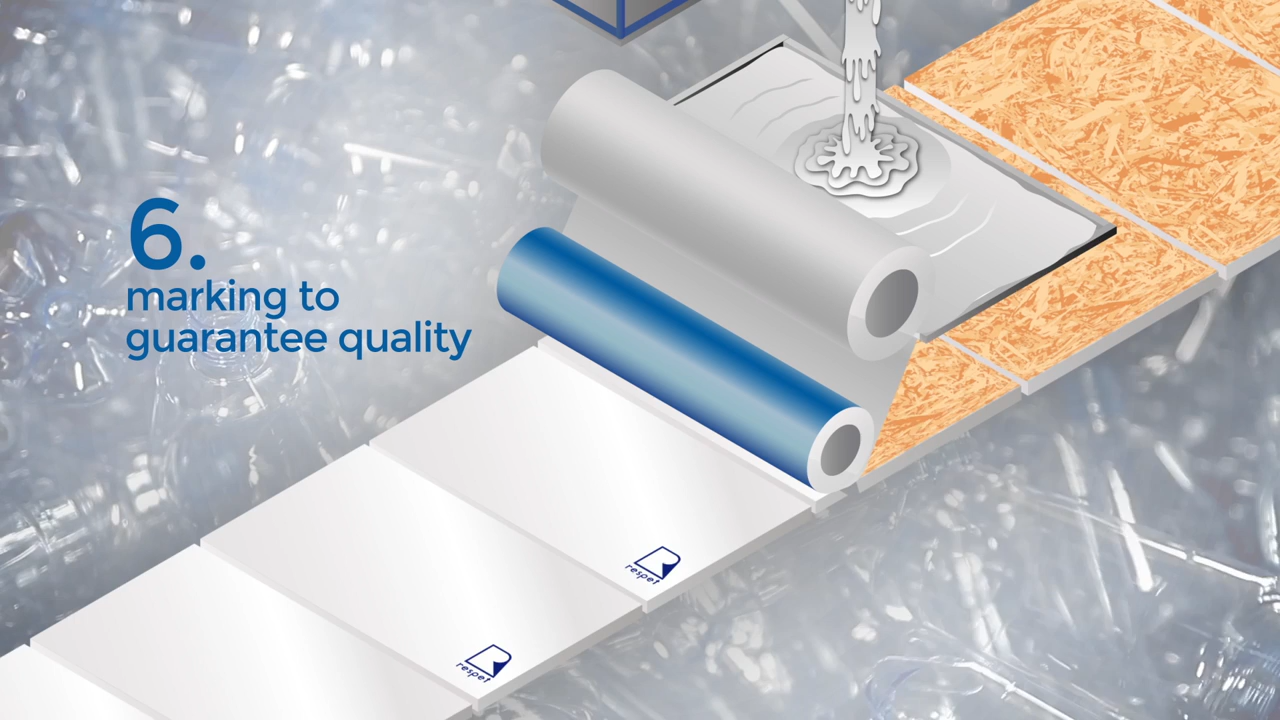 6.
marking to
guarantee quality
respet
respet